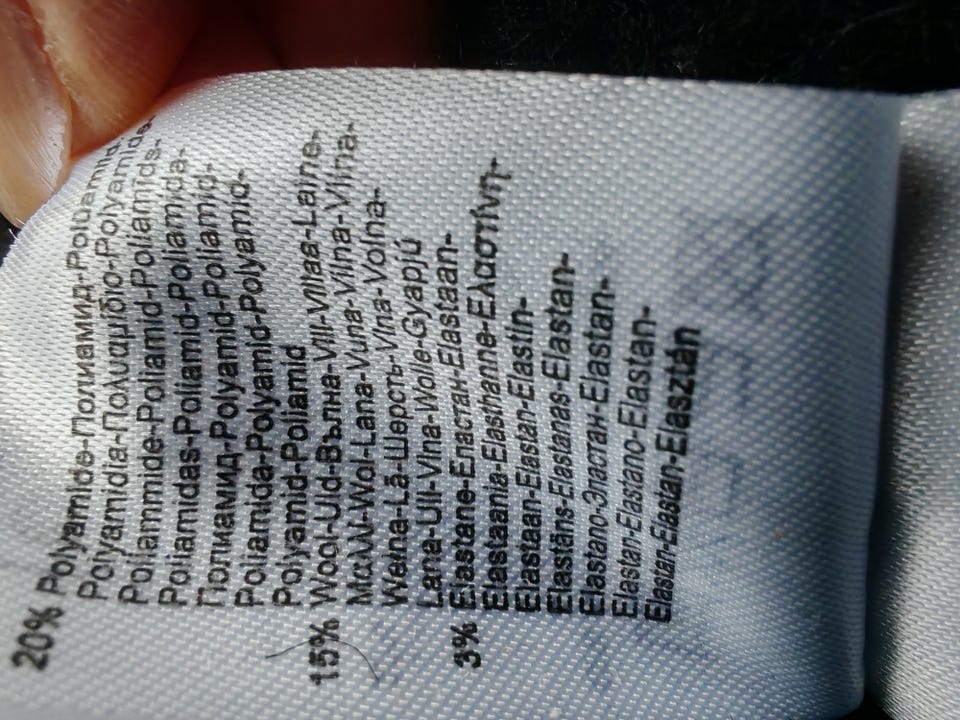 20% Polyamide-Полиамид-Polyamid-
Polyamidia-Πολυαμίδιο-Polyamide-
Poliammide-Poliamid-Poliamīds-
Poliamidas-Poliamid-Poliamida-
Полиамид-Polyamid-Poliamid-
Poliamida-Polyamid-Polyamid-
Polyamid-Poliamid
15% Wool-Uld-Вълна-Vill-Villaa-Laine-
Μαλλί-Wol-Lana-Vuna-Vilna-Vilna-
Wełna-Lã-Шерсть-Vlna-Volna-
Lana-Ull-Vlna-Wolle-Gyapjú
3% Elastane-Еластан-Elastaan-
Elastaania-Elasthanne-Ελαστίνη-
Elastaan-Elastan-Elastin-
Elastāns-Elastanas-Elastan-
Elastano-Эластан-Elastan-
Elastan-Elastano-Elastan-
Elastan-Elastan-Elasztán